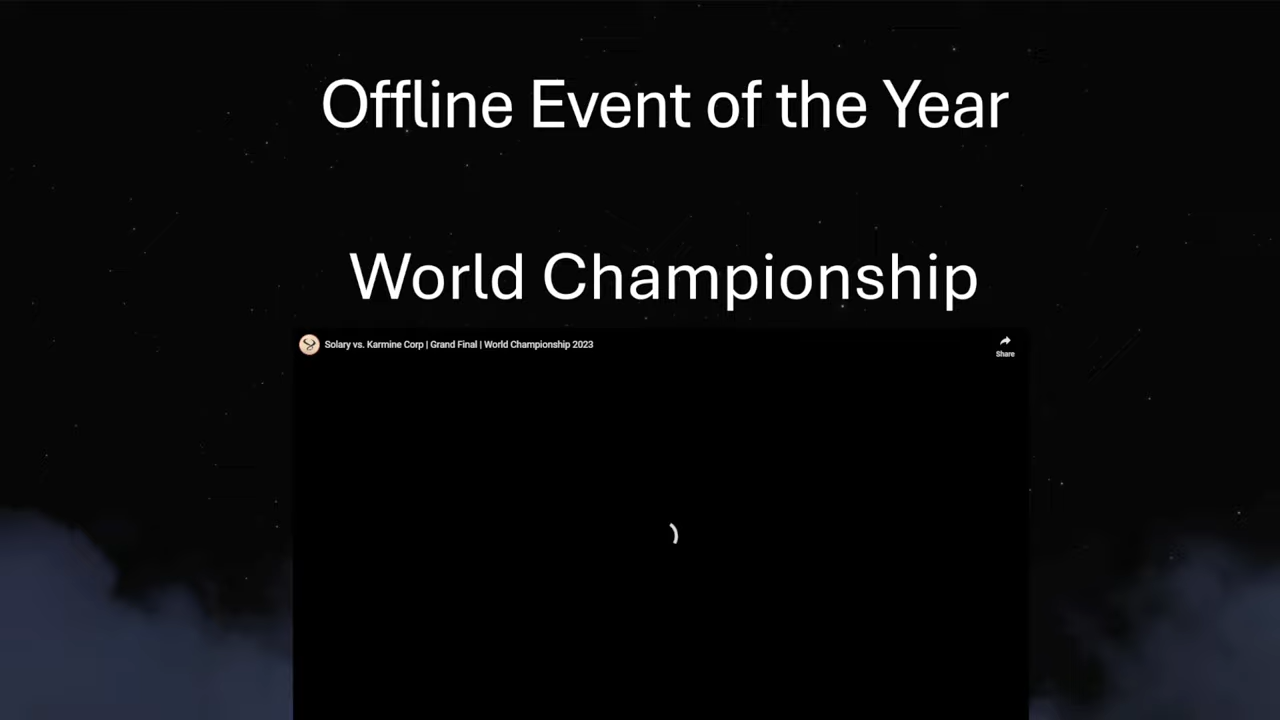 Offline Event of the Year
World Championship
Solary vs. Karmine Corp | Grand Final | World Championship 2023
Share